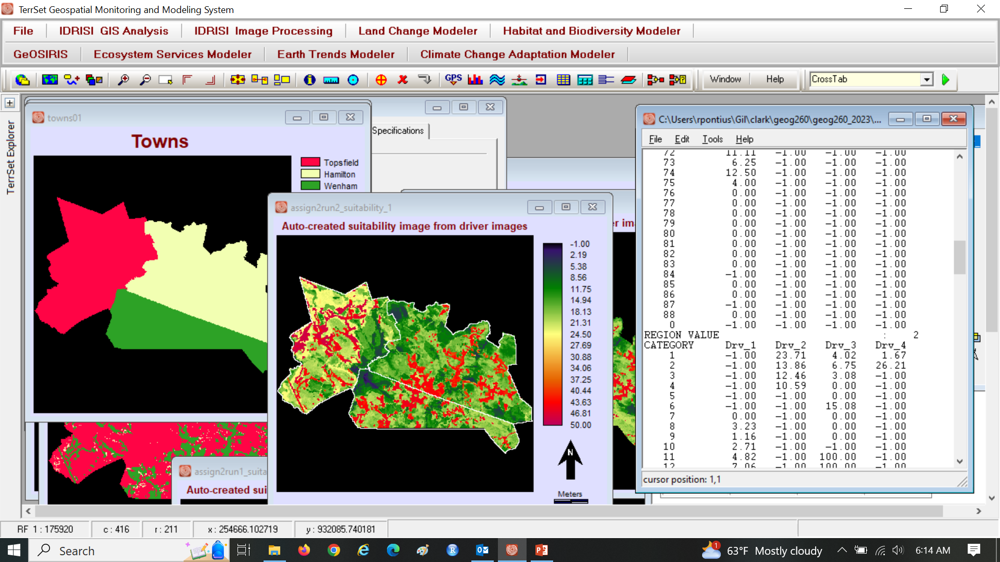 TerrSet Geospatial Monitoring and Modeling System
File IDRISI GIS Analysis IDRISI Image Processing Land Change Modeler Habitat and Biodiversity Modeler
GeOSIRIS Ecosystem Services Modeler Earth Trends Modeler Climate Change Adaptation Modeler
GPS Window Help CrossTab
TerrSet Explorer
towns01
Towns
Topsfield
Hamilton
Wenham
Specifications
assign2run2_suitability_1
Auto-created suitability image from driver images
-1.00
2.19
5.38
8.56
11.75
14.94
18.13
21.31
24.50
27.69
30.88
34.06
37.25
40.44
43.63
46.81
50.00
N
Meters
er im
assign2run1_suita
Auto-created sui
C:\Users\rpontius\Gil\clark\geog260\geog260_2023\...
File Edit Tools Help
72 11.11 -1.00 -1.00 -1.00
73 6.25 -1.00 -1.00 -1.00
74 12.50 -1.00 -1.00 -1.00
75 4.00 -1.00 -1.00 -1.00
76 0.00 -1.00 -1.00 -1.00
77 0.00 -1.00 -1.00 -1.00
78 0.00 -1.00 -1.00 -1.00
79 0.00 -1.00 -1.00 -1.00
80 0.00 -1.00 -1.00 -1.00
81 0.00 -1.00 -1.00 -1.00
82 0.00 -1.00 -1.00 -1.00
83 0.00 -1.00 -1.00 -1.00
84 -1.00 -1.00 -1.00 -1.00
85 0.00 -1.00 -1.00 -1.00
86 0.00 -1.00 -1.00 -1.00
87 -1.00 -1.00 -1.00 -1.00
88 0.00 -1.00 -1.00 -1.00
0 -1.00 -1.00 -1.00 -1.00
REGION VALUE : 2
CATEGORY Drv_1 Drv_2 Drv_3 Drv_4
1 -1.00 23.71 4.02 1.67
2 -1.00 13.86 6.75 26.21
3 -1.00 12.46 3.08 -1.00
4 -1.00 10.59 0.00 -1.00
5 -1.00 -1.00 0.00 -1.00
6 -1.00 -1.00 15.08 -1.00
7 0.00 -1.00 0.00 -1.00
8 3.23 -1.00 0.00 -1.00
9 1.16 -1.00 0.00 -1.00
10 2.71 -1.00 -1.00 -1.00
11 4.82 -1.00 100.00 -1.00
12 7.06 -1.00 100.00 -1.00
cursor position: 1,1
RF 1 : 175920 c : 416 r : 211 x : 254666.102719 y : 932085.740181
Search 1 63°F Mostly cloudy 6:14 AM